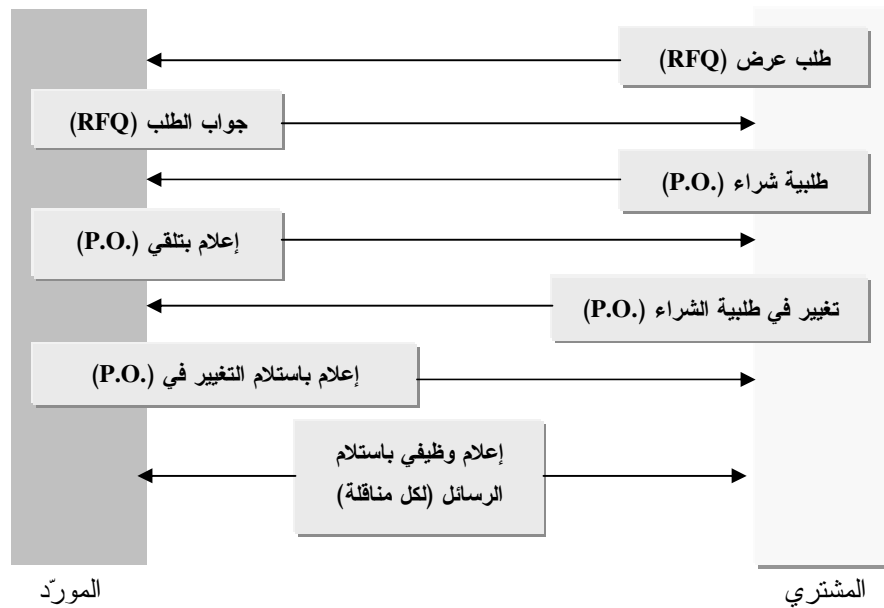 طلب عرض (RFQ)
جواب الطلب (RFQ)
طلبية شراء (P.O.)
إعلام بتلقي (P.O.)
تغيير في طلبية الشراء (P.O.)
إعلام باستلام التغيير في (P.O.)
إعلام وظيفي باستلام
الرسائل (لكل مناقلة)
المشتري
المورّد